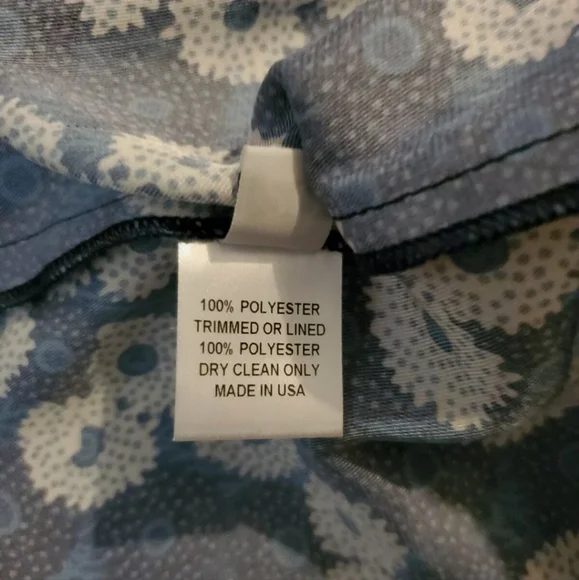 100% POLYESTER
TRIMMED OR LINED
100% POLYESTER
DRY CLEAN ONLY
MADE IN USA